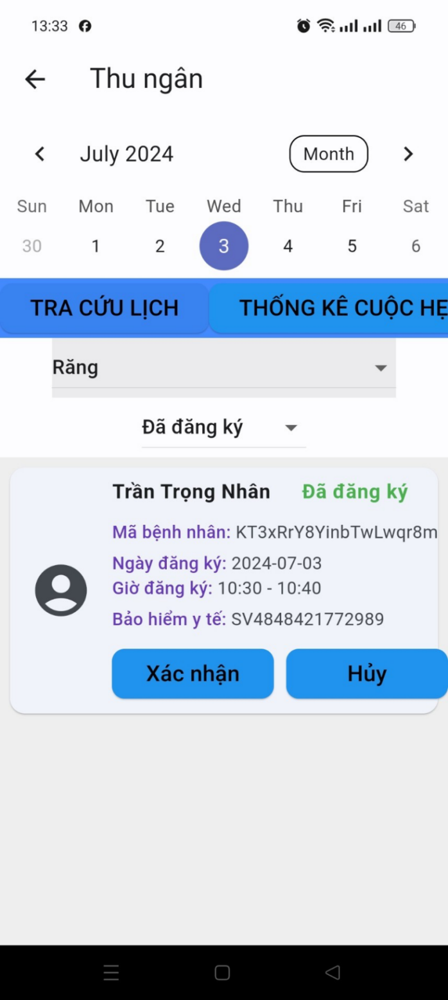 13:33 46
Thu ngân
July 2024 Month
Sun Mon Tue Wed Thu Fri Sat
30 1 2 3 4 5 6
TRA CỨU LỊCH THỐNG KÊ CUỘC HẸ
Răng
Đã đăng ký
Trần Trọng Nhân Đã đăng ký
Mã bệnh nhân: KT3xRrY8YinbTwLwqr8m
Ngày đăng ký: 2024-07-03
Giờ đăng ký: 10:30 - 10:40
Bảo hiểm y tế: SV4848421772989
Xác nhận Hủy